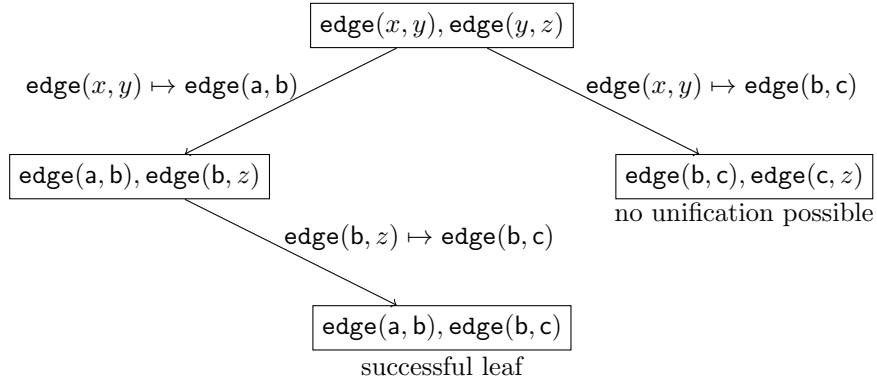 edge(x, y), edge(y, z)
edge(x, y) ↦ edge(a, b)
edge(x, y) ↦ edge(b, c)
edge(a, b), edge(b, z)
edge(b, c), edge(c, z)
no unification possible
edge(b, z) ↦ edge(b, c)
edge(a, b), edge(b, c)
successful leaf